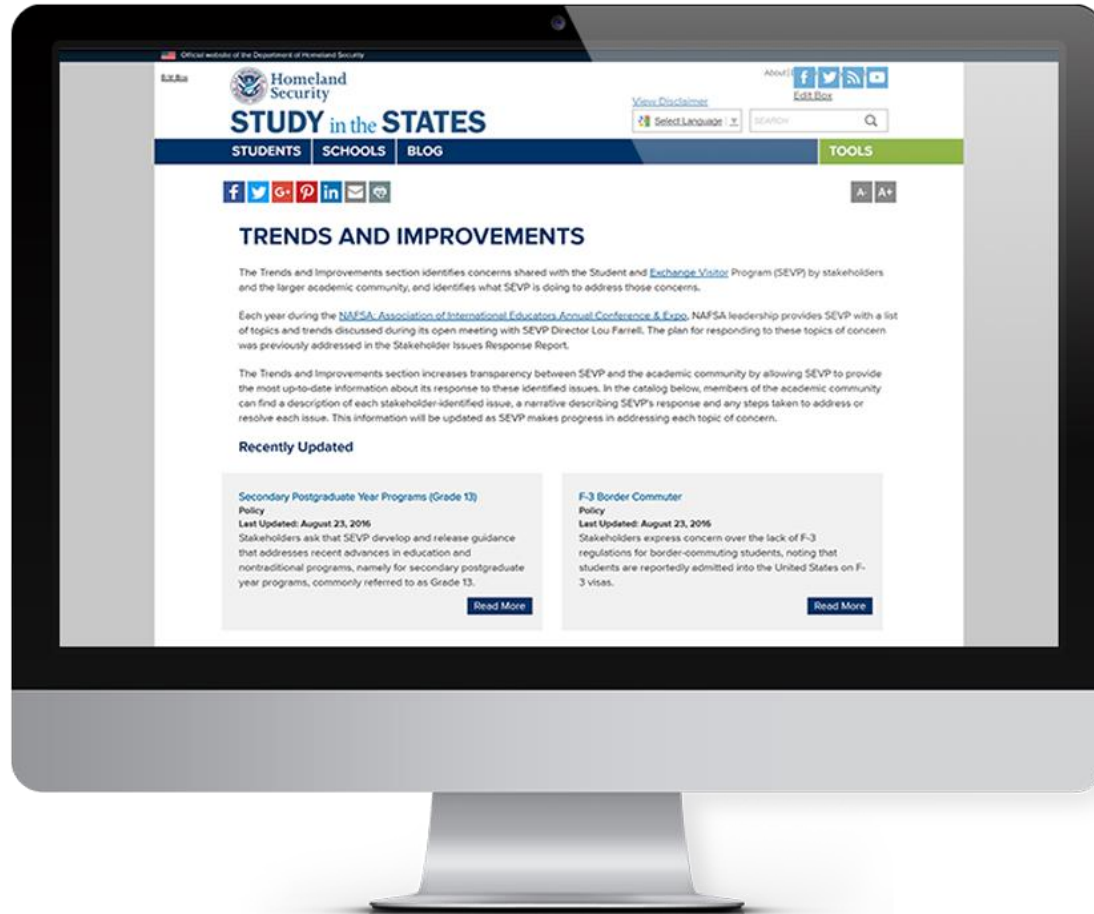 Official website of the Department of Homeland Security
Edit Box
Homeland
Security
About
Edit Box
View Disclaimer
STUDY in the STATES
Select Language
SEARCH
STUDENTS SCHOOLS BLOG TOOLS
A- A+
TRENDS AND IMPROVEMENTS
The Trends and Improvements section identifies concerns shared with the Student and Exchange Visitor Program (SEVP) by stakeholders
and the larger academic community, and identifies what SEVP is doing to address those concerns.
Each year during the NAFSA: Association of International Educators Annual Conference & Expo, NAFSA leadership provides SEVP with a list
of topics and trends discussed during its open meeting with SEVP Director Lou Farrell. The plan for responding to these topics of concern
was previously addressed in the Stakeholder Issues Response Report.
The Trends and Improvements section increases transparency between SEVP and the academic community by allowing SEVP to provide
the most up-to-date information about its response to these identified issues. In the catalog below, members of the academic community
can find a description of each stakeholder-identified issue, a narrative describing SEVP's response and any steps taken to address or
resolve each issue. This information will be updated as SEVP makes progress in addressing each topic of concern.
Recently Updated
Secondary Postgraduate Year Programs (Grade 13)
Policy
Last Updated: August 23, 2016
Stakeholders ask that SEVP develop and release guidance
that addresses recent advances in education and
nontraditional programs, namely for secondary postgraduate
year programs, commonly referred to as Grade 13.
Read More
F-3 Border Commuter
Policy
Last Updated: August 23, 2016
Stakeholders express concern over the lack of F-3
regulations for border-commuting students, noting that
students are reportedly admitted into the United States on F-
3 visas.
Read More